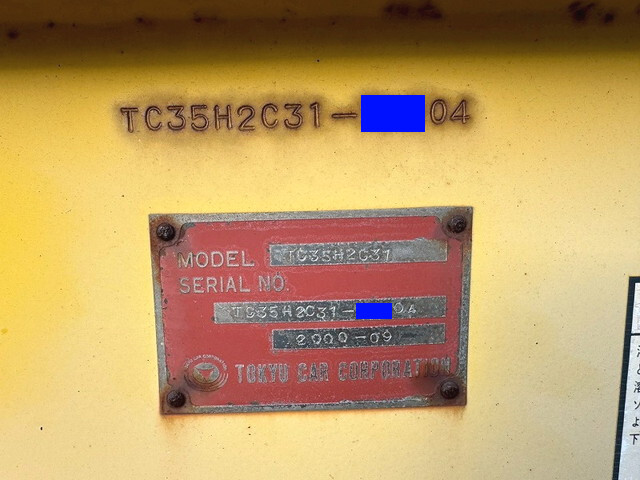 TC35H2C31-04
MODEL TC35H2C31
SERIAL NO.
TC35H2C31-04
2000-09
TOKYU CAR CORPORATION